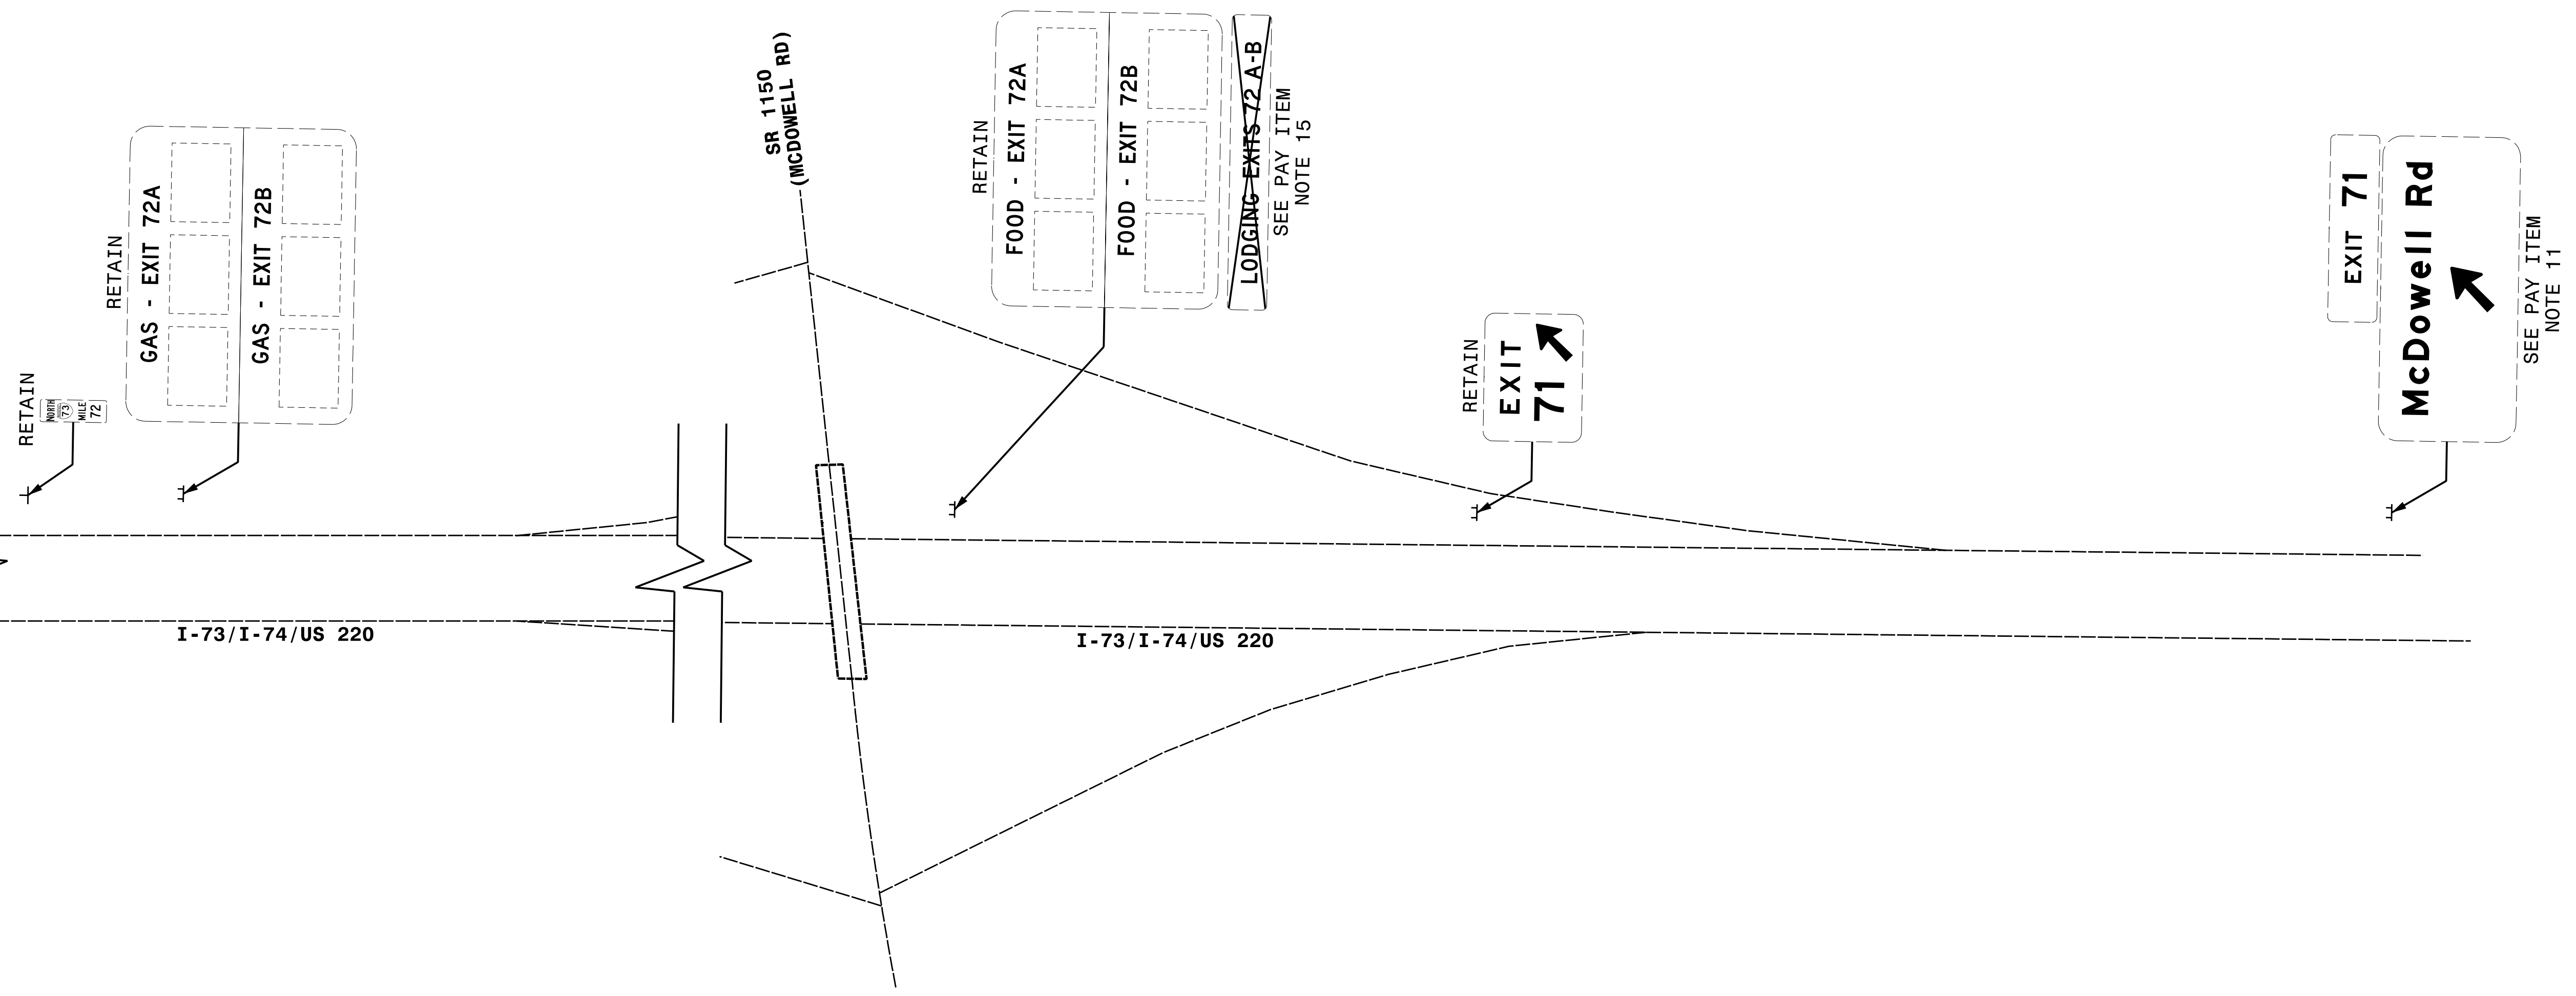 RETAIN
NORTH
73
MILE
72
RETAIN
GAS - EXIT 72A
GAS - EXIT 72B
SR 1150
(MCDOWELL RD)
RETAIN
FOOD - EXIT 72A
FOOD - EXIT 72B
LODGING EXITS 72 A-B
SEE PAY ITEM
NOTE 15
RETAIN
EXIT
71
EXIT 71
McDowell Rd
SEE PAY ITEM
NOTE 11
I-73/I-74/US 220
I-73/I-74/US 220